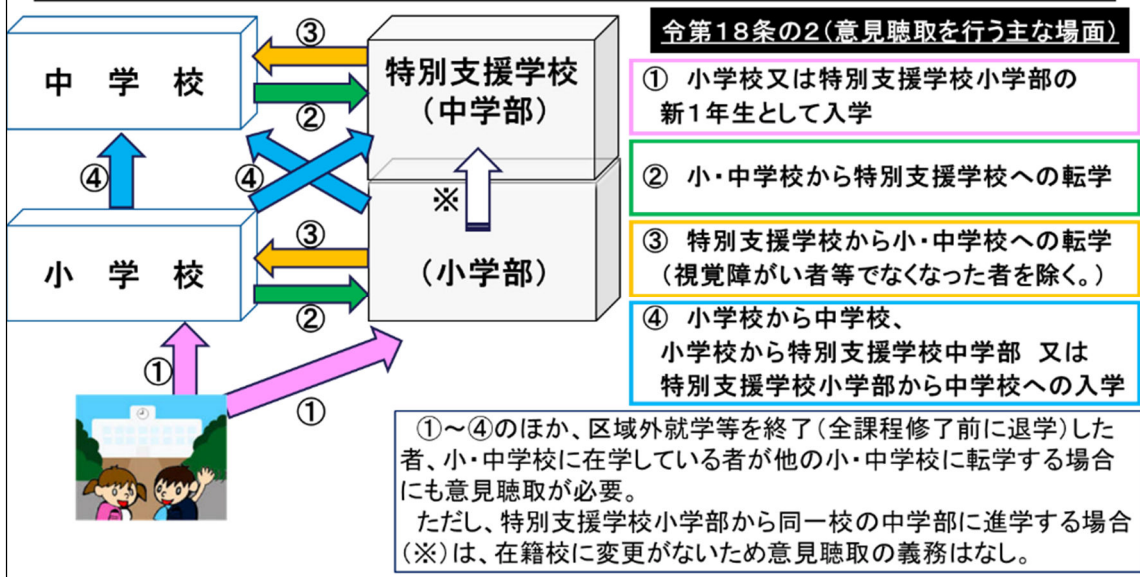 ③
中 学 校
特別支援学校
（中学部）
②
④
④
※
小 学 校
③
（小学部）
②
①
①
令第１８条の２（意見聴取を行う主な場面）
① 小学校又は特別支援学校小学部の
新１年生として入学
② 小・中学校から特別支援学校への転学
③ 特別支援学校から小・中学校への転学
（視覚障がい者等でなくなった者を除く。）
④ 小学校から中学校、
小学校から特別支援学校中学部 又は
特別支援学校小学部から中学校への入学
①～④のほか、区域外就学等を終了（全課程修了前に退学）した
者、小・中学校に在学している者が他の小・中学校に転学する場合
にも意見聴取が必要。
ただし、特別支援学校小学部から同一校の中学部に進学する場合
（※）は、在籍校に変更がないため意見聴取の義務はなし。